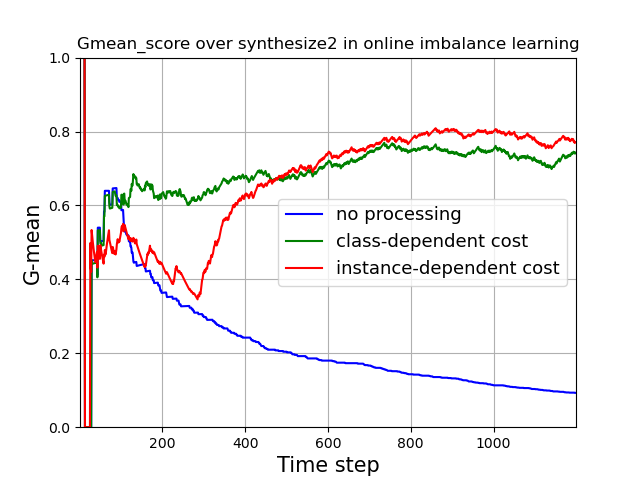 Gmean_score over synthesize2 in online imbalance learning
1.0
0.8
0.6
0.4
0.2
0.0
G-mean
no processing
class-dependent cost
instance-dependent cost
200 400 600 800 1000
Time step